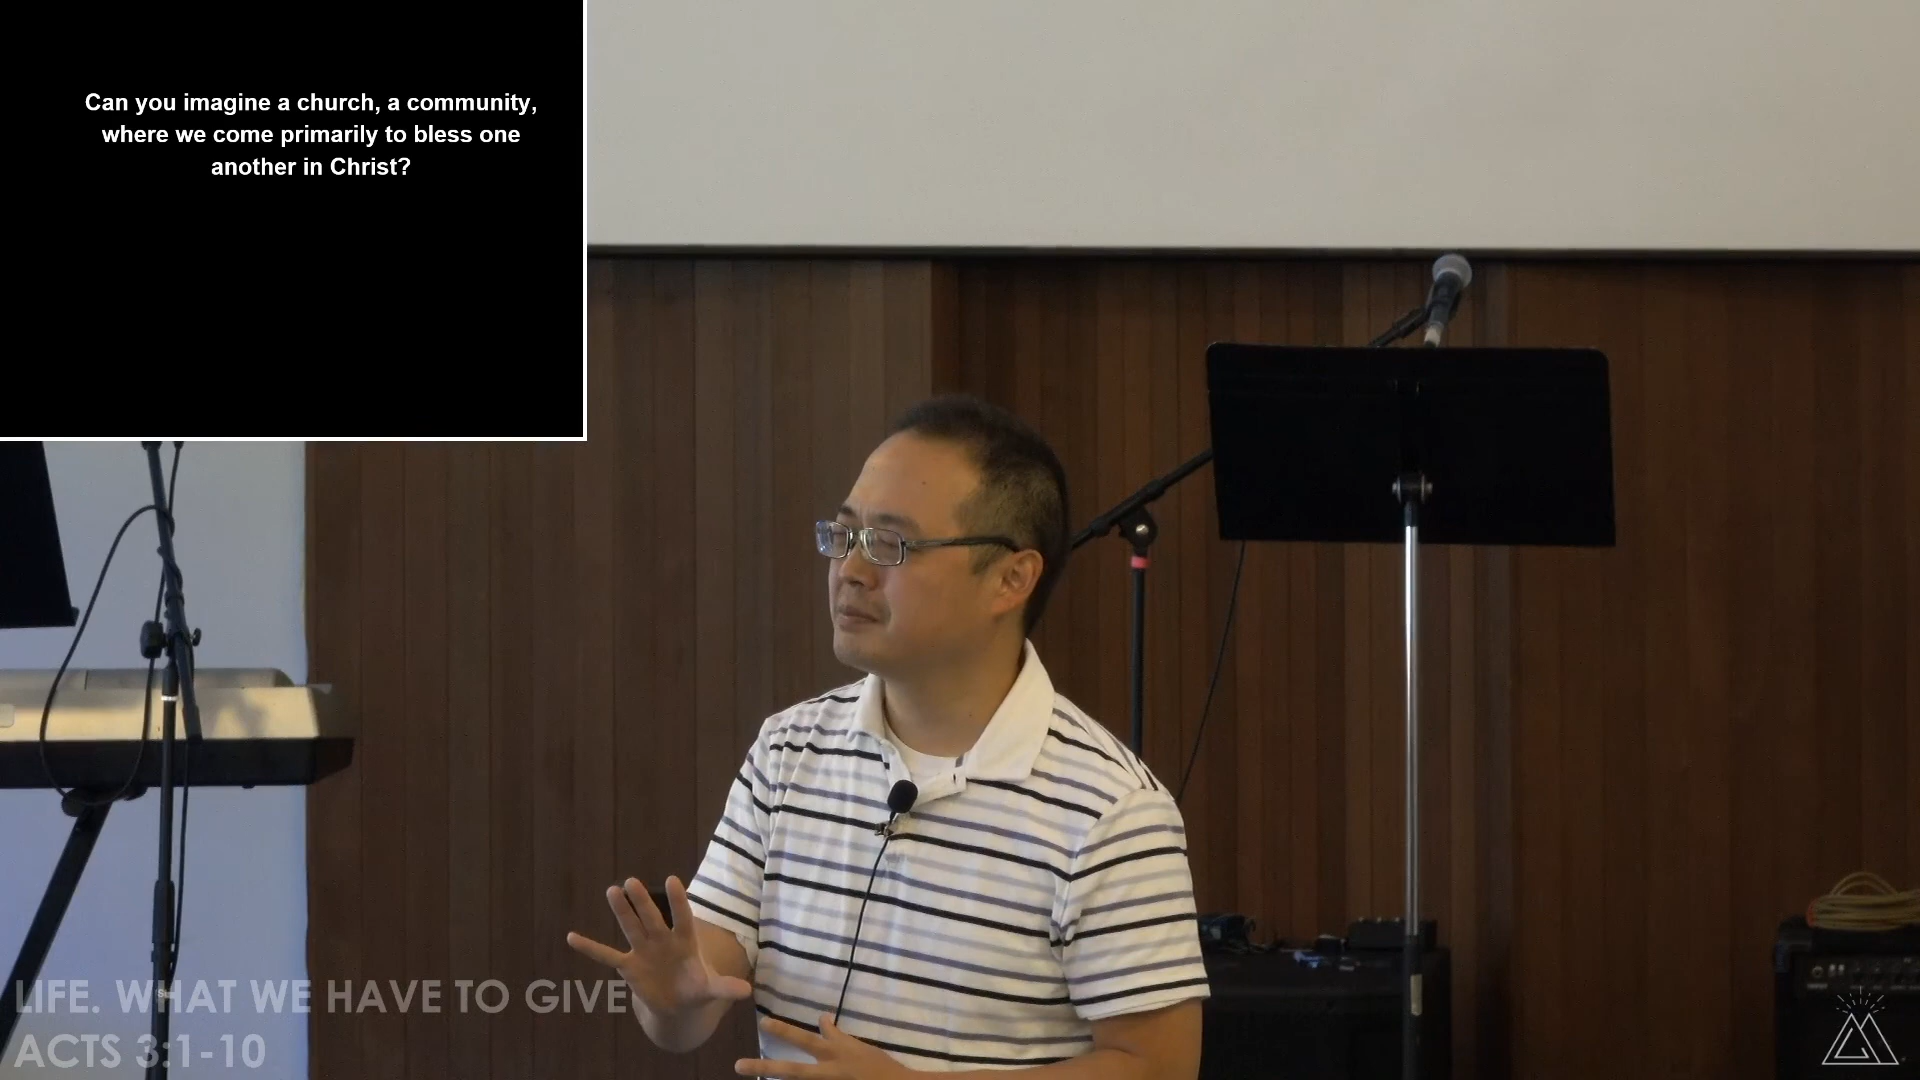 Can you imagine a church, a community,
where we come primarily to bless one
another in Christ?
LIFE. WHAT WE HAVE TO GIVE
ACTS 3:1-10